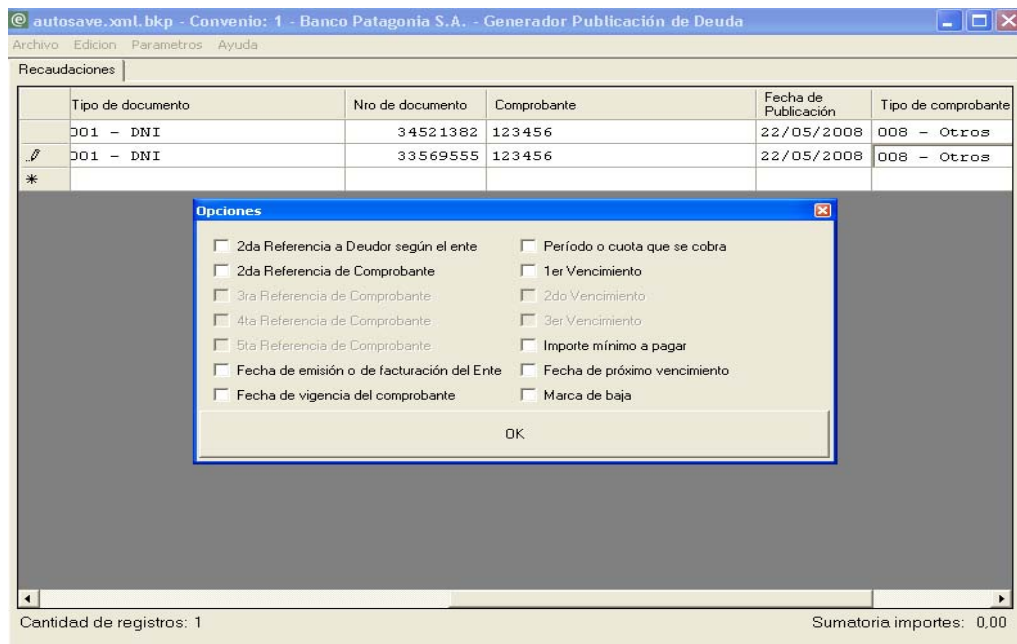 autosave.xml.bkp - Convenio: 1 - Banco Patagonia S.A. - Generador Publicación de Deuda
Archivo Edicion Parametros Ayuda
Recaudaciones
Tipo de documento Nro de documento Comprobante Fecha de Publicación Tipo de comprobante
001 - DNI 34521382 123456 22/05/2008 008 - Otros
001 - DNI 33569555 123456 22/05/2008 008 - Otros
Opciones
2da Referencia a Deudor según el ente Período o cuota que se cobra
2da Referencia de Comprobante 1er Vencimiento
3ra Referencia de Comprobante 2do Vencimiento
4ta Referencia de Comprobante 3er Vencimiento
5ta Referencia de Comprobante Importe mínimo a pagar
Fecha de emisión o de facturación del Ente Fecha de próximo vencimiento
Fecha de vigencia del comprobante Marca de baja
OK
Cantidad de registros: 1 Sumatoria importes: 0,00